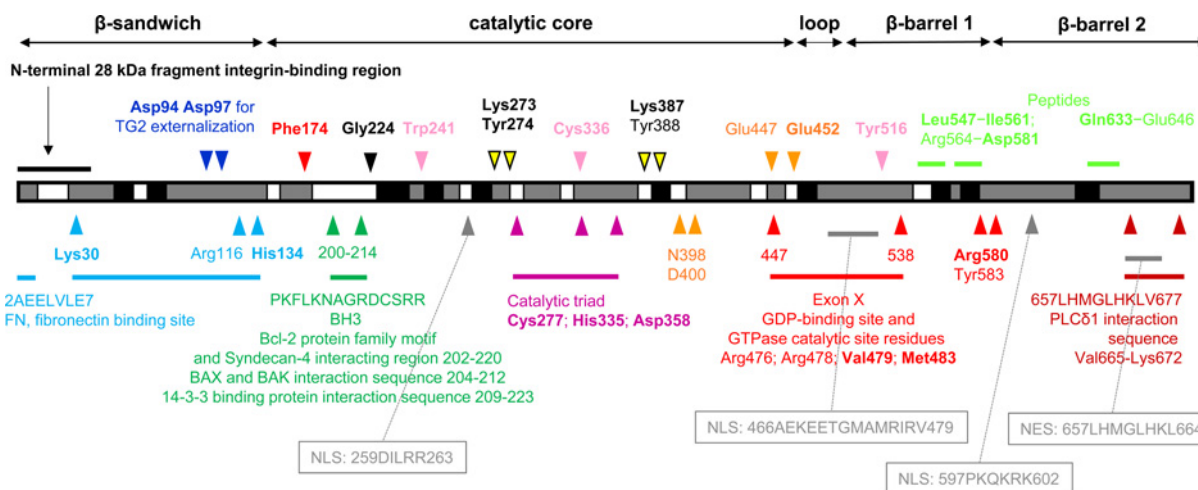 β-sandwich
catalytic core
loop
β-barrel 1
β-barrel 2
N-terminal 28 kDa fragment integrin-binding region
Asp94 Asp97 for
TG2 externalization
Phe174
Gly224
Trp241
Lys273
Tyr274
Cys336
Lys387
Tyr388
Glu447
Glu452
Tyr516
Peptides
Leu547–Ile561;
Arg564–Asp581
Gln633–Glu646
Lys30
Arg116
His134
200-214
N398
D400
447
538
Arg580
Tyr583
2AEELVLE7
FN, fibronectin binding site
PKFLKNAGRDCSRR
BH3
Bcl-2 protein family motif
and Syndecan-4 interacting region 202-220
BAX and BAK interaction sequence 204-212
14-3-3 binding protein interaction sequence 209-223
Catalytic triad
Cys277; His335; Asp358
Exon X
GDP-binding site and
GTPase catalytic site residues
Arg476; Arg478; Val479; Met483
657LHMGLHKLV677
PLCδ1 interaction
sequence
Val665-Lys672
NLS: 259DILRR263
NLS: 466AEKEETGMAMRIRV479
NLS: 597PKQKRK602
NES: 657LHMGLHKL664